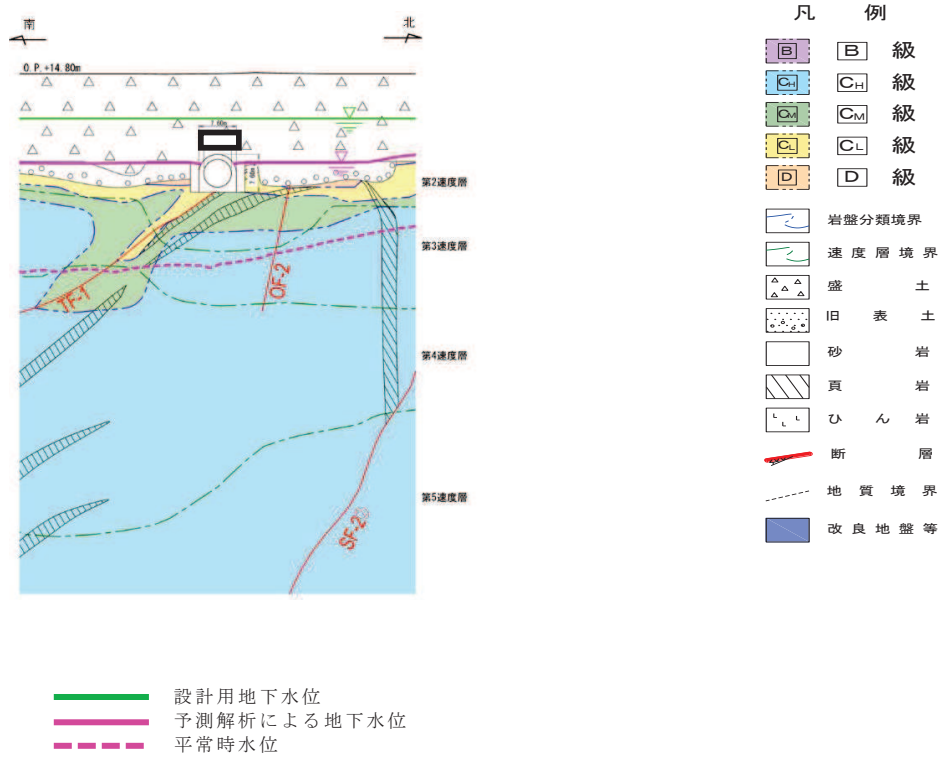 南
北
O.P.+14.80m
7.60m
第2速度層
第3速度層
第4速度層
第5速度層
TF-1
OF-2
SF-2
凡 例
B B 級
CH CH 級
CM CM 級
CL CL 級
D D 級
岩盤分類境界
速度層境界
盛土
旧表土
砂岩
頁岩
ひん岩
断層
地質境界
改良地盤等
設計用地下水位
予測解析による地下水位
平常時水位